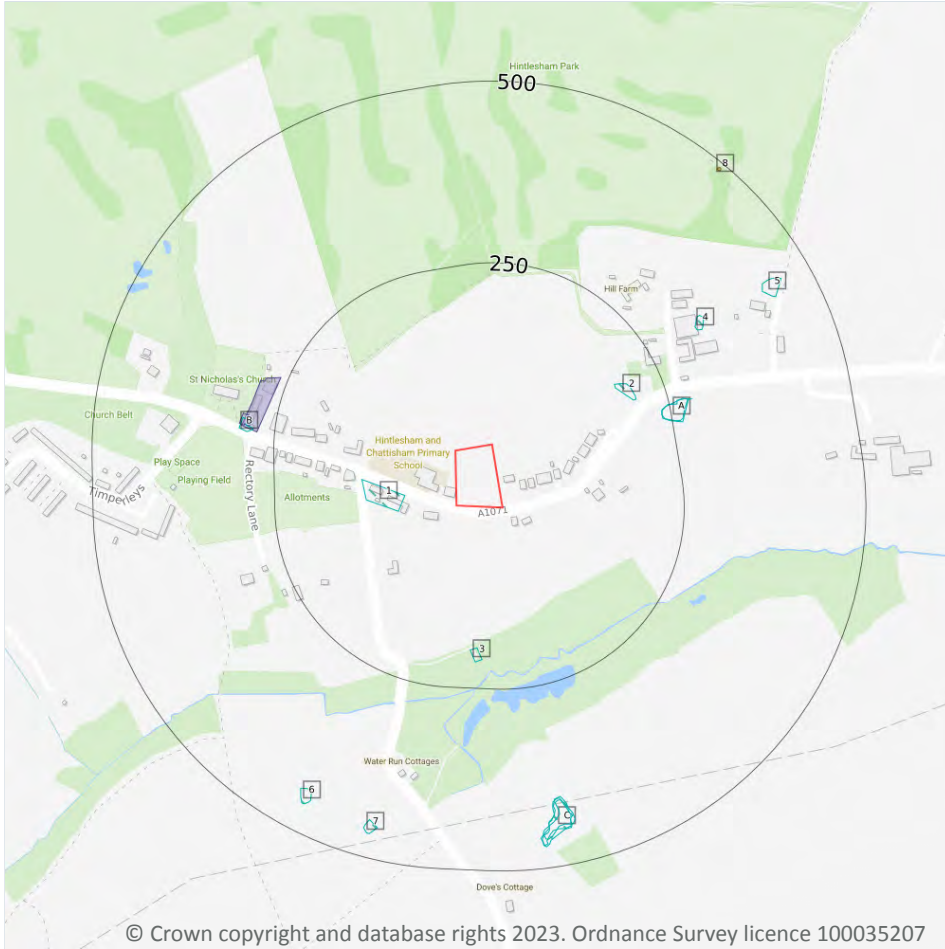 Hintlesham Park
500
8
250
5
Hill Farm
4
St Nicholas's Church
2
A
B
Church Belt
Hintlesham and
Chattisham Primary
School
Play Space
Playing Field
1
Allotments
Timperleys
Rectory Lane
A1071
3
Water Run Cottages
6
7
C
Dove's Cottage
© Crown copyright and database rights 2023. Ordnance Survey licence 100035207